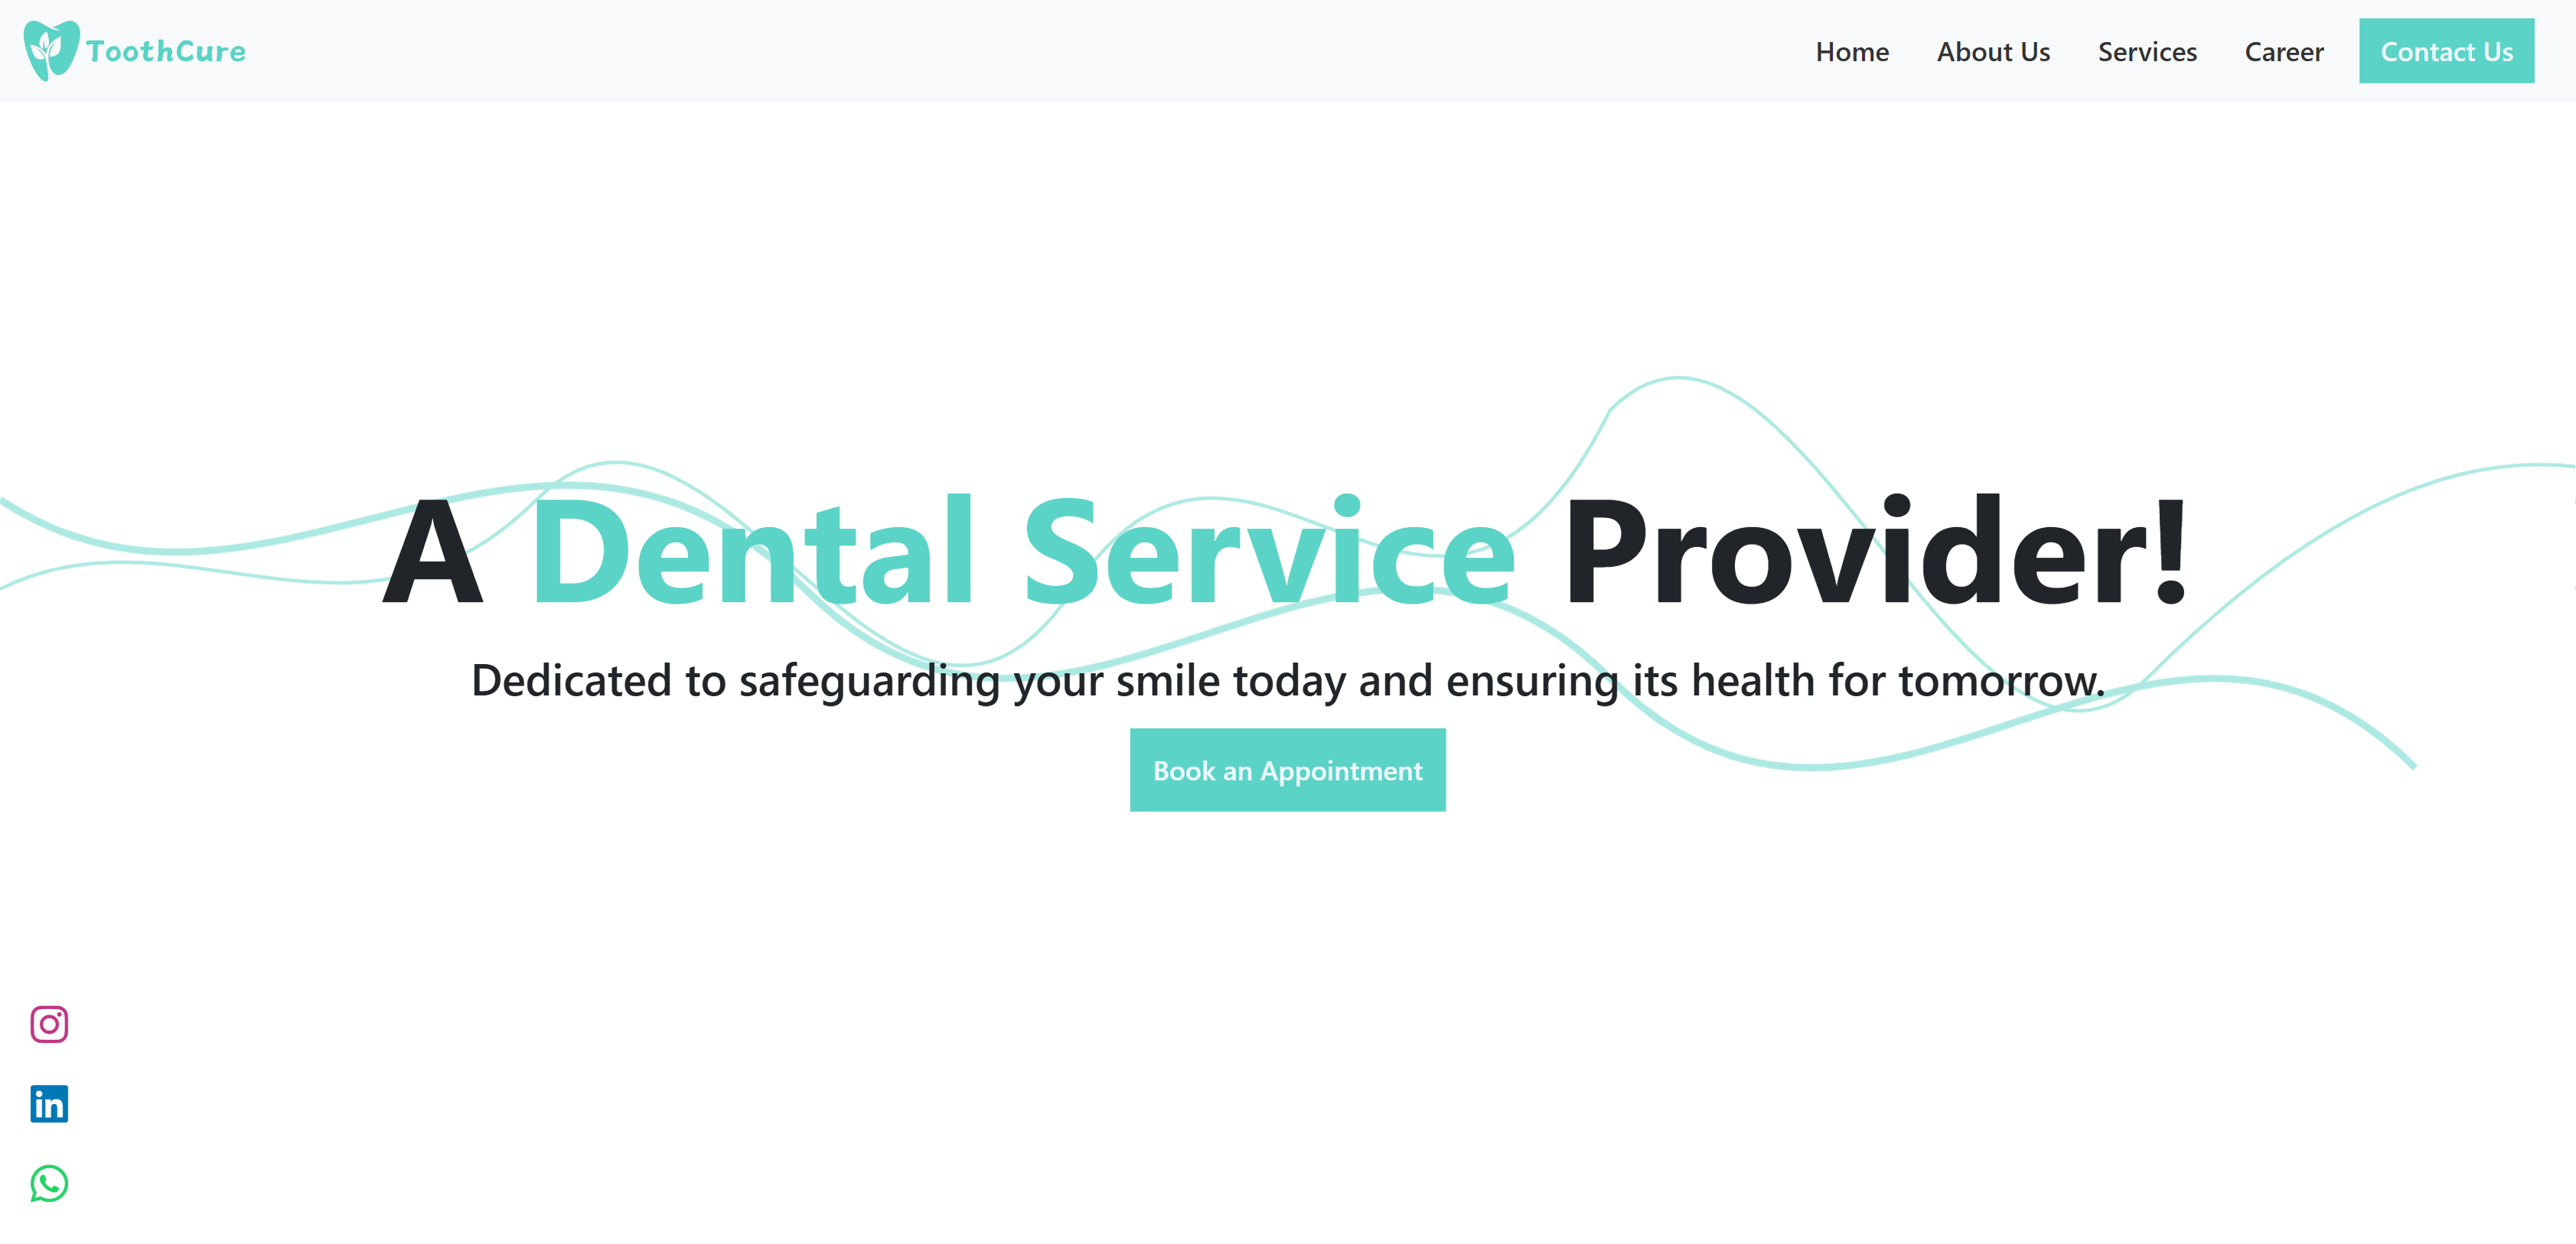 ToothCure
Home
About Us
Services
Career
Contact Us
A Dental Service Provider!
Dedicated to safeguarding your smile today and ensuring its health for tomorrow.
Book an Appointment
in